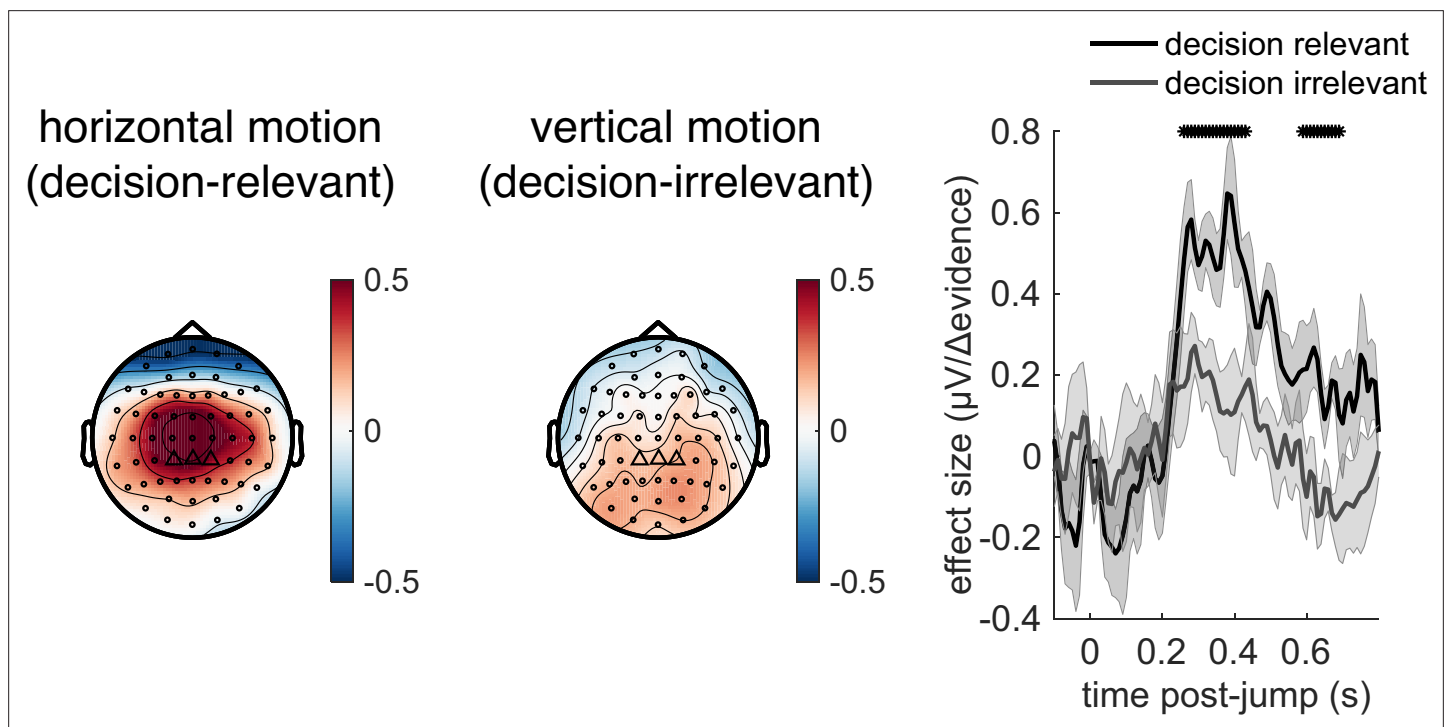 horizontal motion
(decision-relevant)
0.5
0
-0.5
vertical motion
(decision-irrelevant)
0.5
0
-0.5
decision relevant
decision irrelevant
0.8
0.6
0.4
0.2
0
-0.2
-0.4
effect size (μV/Δevidence)
0
0.2
0.4
0.6
time post-jump (s)